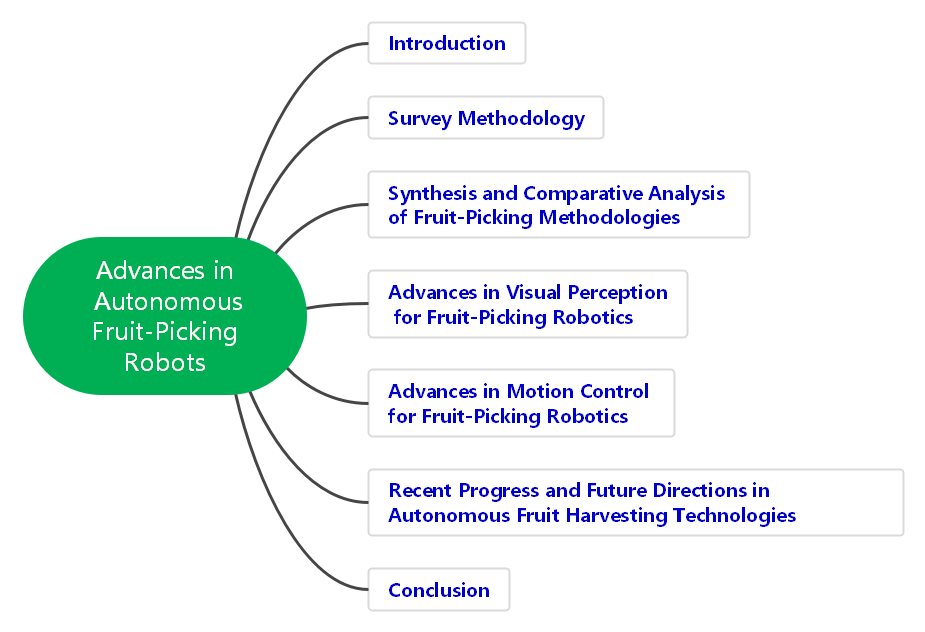 Introduction
Survey Methodology
Synthesis and Comparative Analysis
of Fruit-Picking Methodologies
Advances in
Autonomous
Fruit-Picking
Robots
Advances in Visual Perception
for Fruit-Picking Robotics
Advances in Motion Control
for Fruit-Picking Robotics
Recent Progress and Future Directions in
Autonomous Fruit Harvesting Technologies
Conclusion